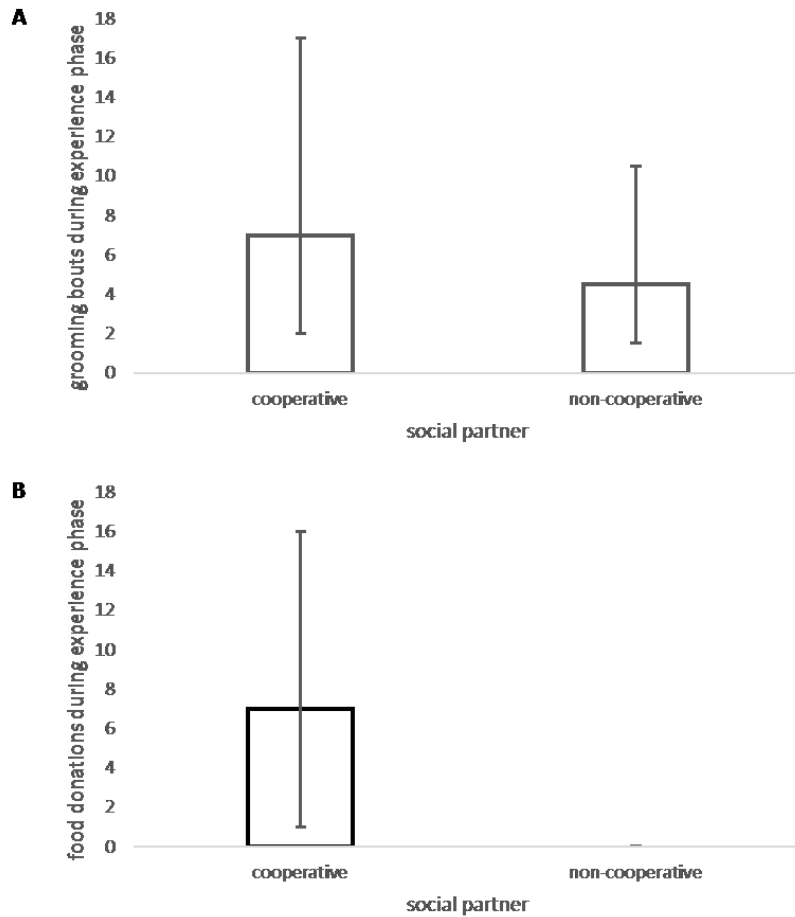 A
grooming bouts during experience phase
18
16
14
12
10
8
6
4
2
0
cooperative
non-cooperative
social partner
B
food donations during experience phase
18
16
14
12
10
8
6
4
2
0
cooperative
non-cooperative
social partner